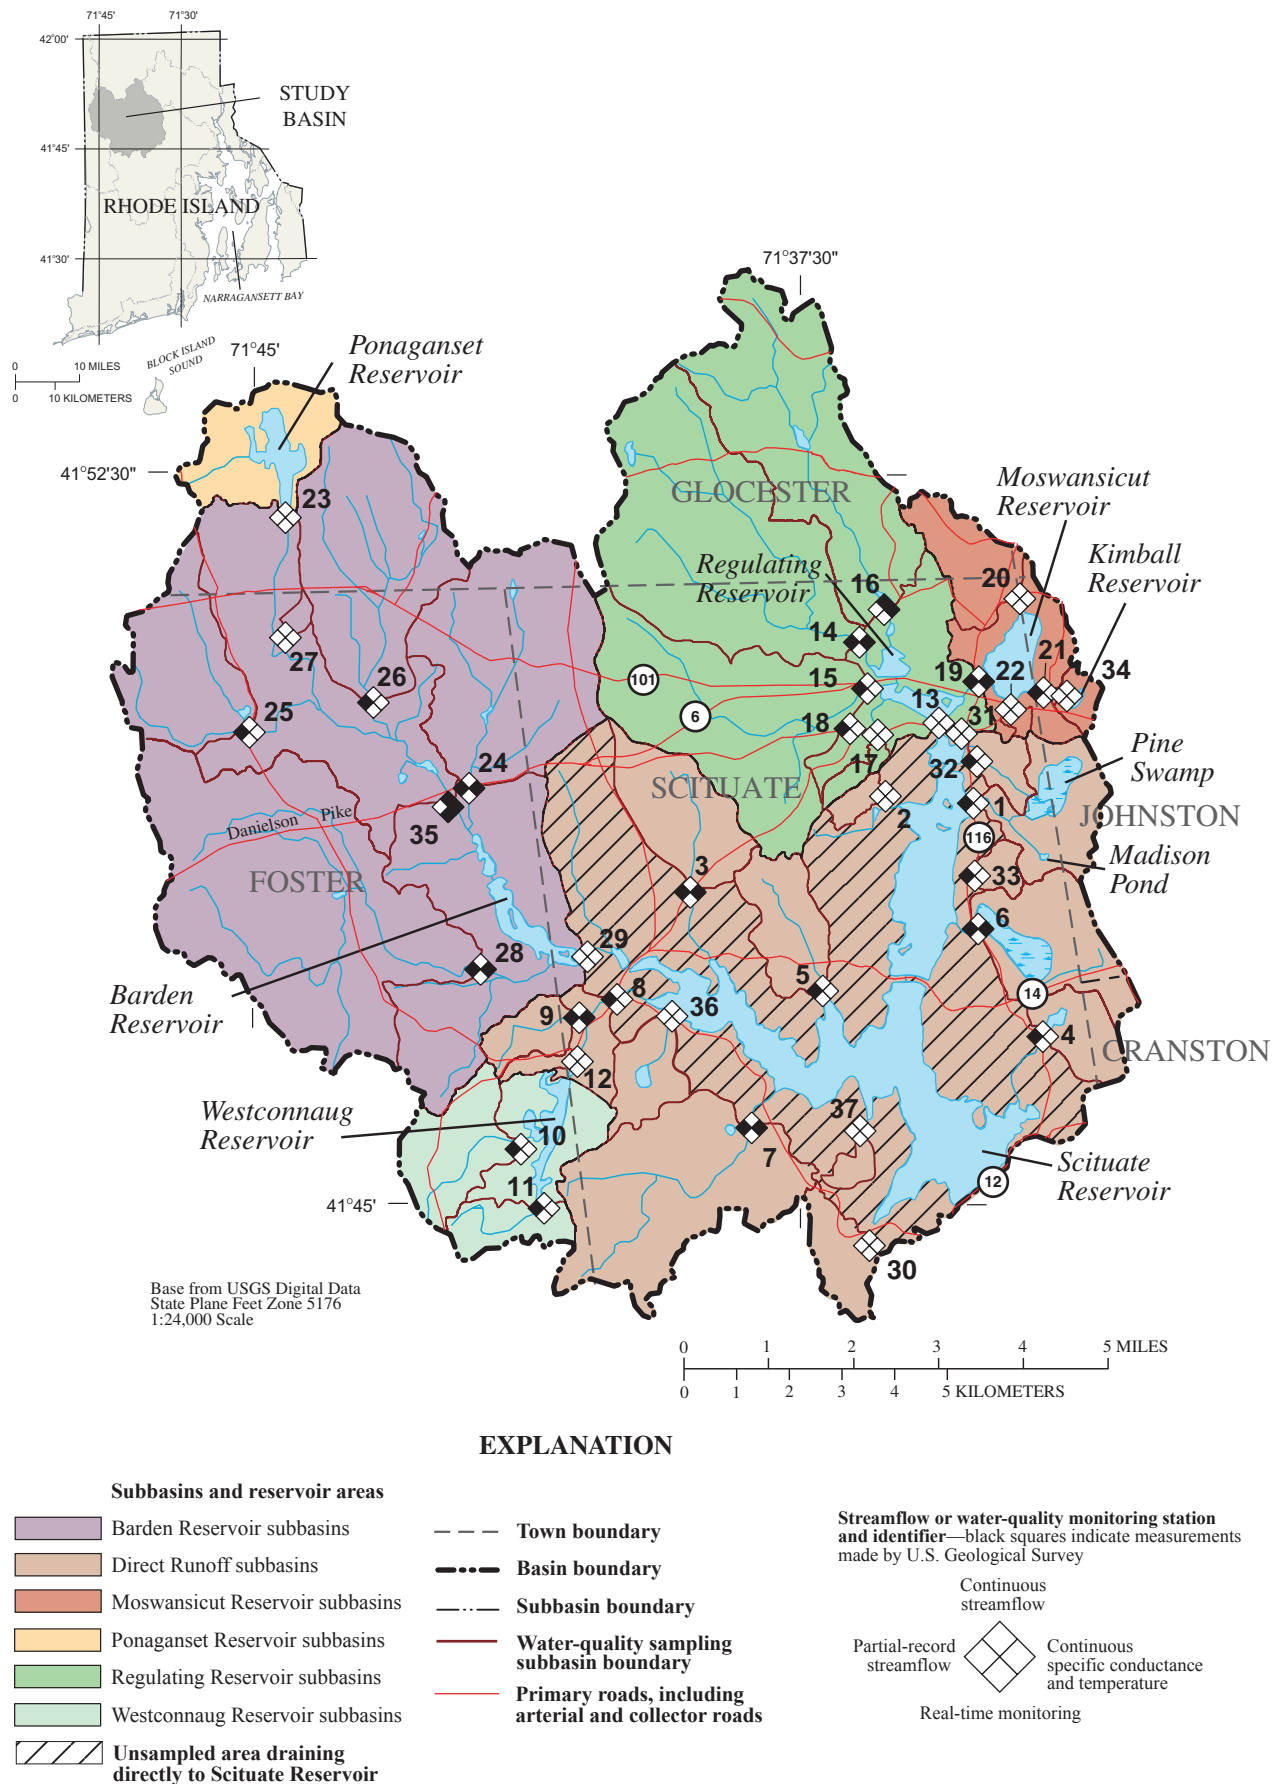 71°45'
71°30'
42°00'
STUDY
BASIN
41°45'
RHODE ISLAND
41°30'
NARRAGANSETT BAY
BLOCK ISLAND
SOUND
0
10 MILES
0
10 KILOMETERS
71°37'30"
71°45'
Ponaganset
Reservoir
41°52'30"
23
GLOCESTER
Moswansicut
Reservoir
Kimball
Reservoir
Regulating
Reservoir
16
20
14
27
26
15
19
22
21
34
101
25
6
18
13
31
17
Pine
Swamp
24
SCITUATE
32
35
2
1
JOHNSTON
Danielson Pike
116
Madison
Pond
FOSTER
3
33
6
29
28
5
14
8
36
Barden
Reservoir
9
4
CRANSTON
12
Westconnaug
Reservoir
10
37
7
Scituate
Reservoir
11
12
41°45'
30
Base from USGS Digital Data
State Plane Feet Zone 5176
1:24,000 Scale
0
1
2
3
4
5 MILES
0
1
2
3
4
5 KILOMETERS
EXPLANATION
Subbasins and reservoir areas
Barden Reservoir subbasins
Direct Runoff subbasins
Moswansicut Reservoir subbasins
Ponaganset Reservoir subbasins
Regulating Reservoir subbasins
Westconnaug Reservoir subbasins
Unsampled area draining
directly to Scituate Reservoir
Town boundary
Basin boundary
Subbasin boundary
Water-quality sampling
subbasin boundary
Primary roads, including
arterial and collector roads
Streamflow or water-quality monitoring station
and identifier—black squares indicate measurements
made by U.S. Geological Survey
Continuous
streamflow
Partial-record
streamflow
Continuous
specific conductance
and temperature
Real-time monitoring